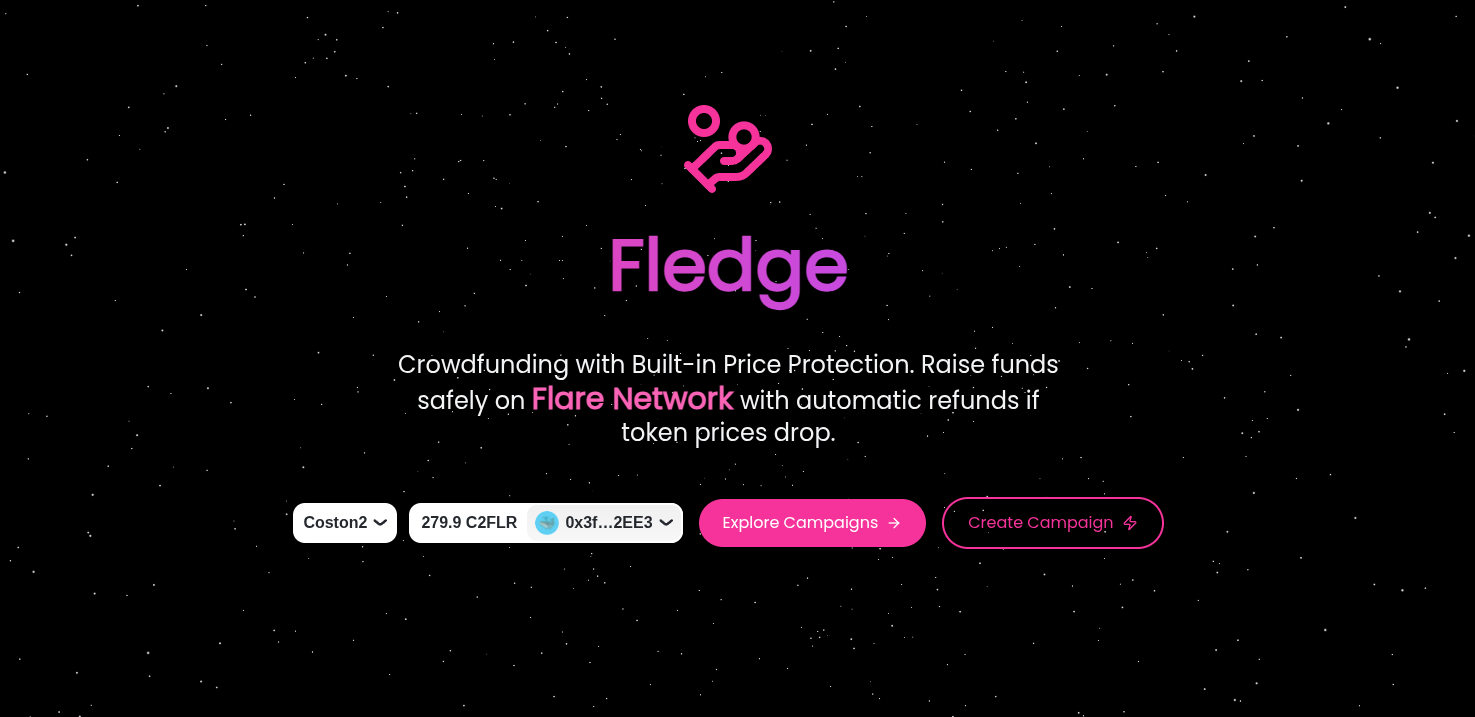 Fledge
Crowdfunding with Built-in Price Protection. Raise funds
safely on Flare Network with automatic refunds if
token prices drop.
Coston2 279.9 C2FLR 0x3f…2EE3 Explore Campaigns Create Campaign